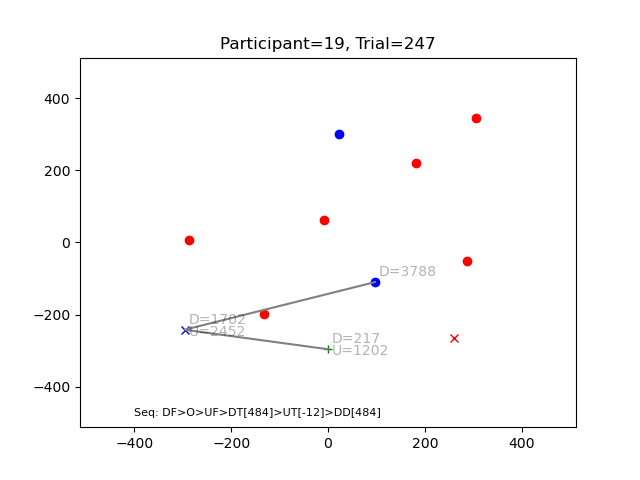 Participant=19, Trial=247
400
200
0
−200
−400
D=3788
D=1702
U=2452
D=217
U=1202
Seq: DF>O>UF>DT[484]>UT[-12]>DD[484]
−400
−200
0
200
400